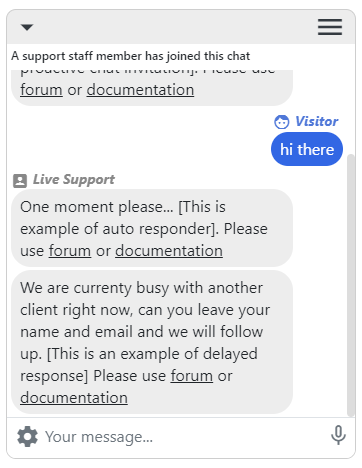 A support staff member has joined this chat
proactive chat invitation]. Please use
forum or documentation
Visitor
hi there
Live Support
One moment please... [This is
example of auto responder]. Please
use forum or documentation
We are currenty busy with another
client right now, can you leave your
name and email and we will follow
up. [This is an example of delayed
response] Please use forum or
documentation
Your message...